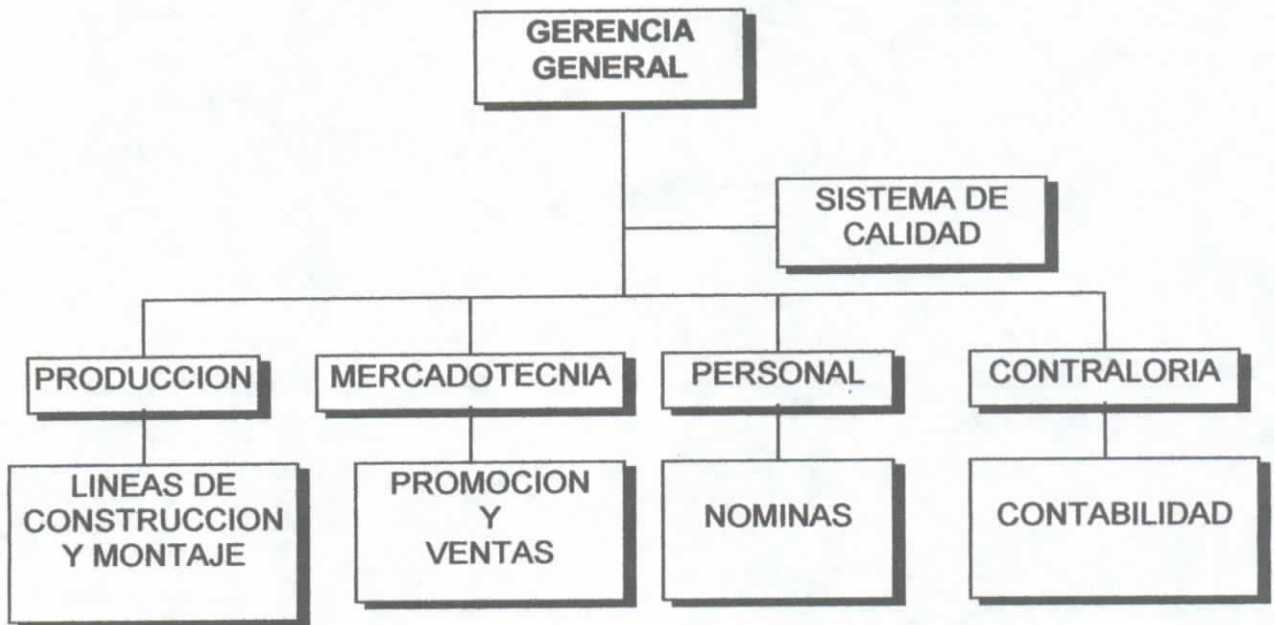 GERENCIA
GENERAL
SISTEMA DE
CALIDAD
PRODUCCION
MERCADOTECNIA
PERSONAL
CONTRALORIA
LINEAS DE
CONSTRUCCION
Y MONTAJE
PROMOCION
Y
VENTAS
NOMINAS
CONTABILIDAD